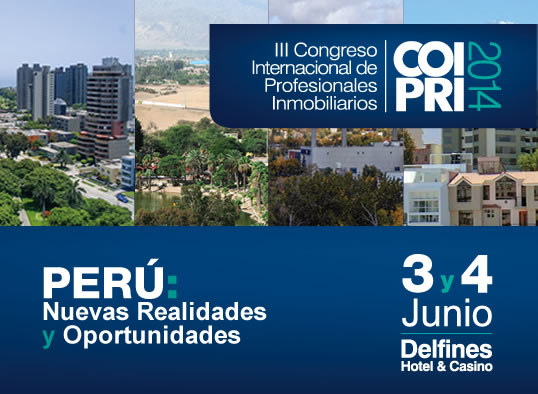 III Congreso
Internacional de
Profesionales
Inmobiliarios
COI
PRI
2014
PERÚ:
Nuevas Realidades
y Oportunidades
3 y 4
Junio
Delfines
Hotel & Casino